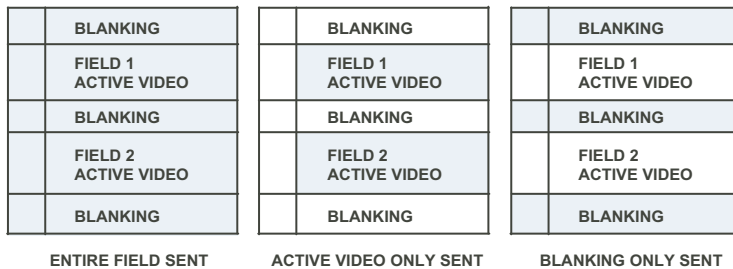 BLANKING
FIELD 1
ACTIVE VIDEO
BLANKING
FIELD 2
ACTIVE VIDEO
BLANKING
ENTIRE FIELD SENT
BLANKING
FIELD 1
ACTIVE VIDEO
BLANKING
FIELD 2
ACTIVE VIDEO
BLANKING
ACTIVE VIDEO ONLY SENT
BLANKING
FIELD 1
ACTIVE VIDEO
BLANKING
FIELD 2
ACTIVE VIDEO
BLANKING
BLANKING ONLY SENT